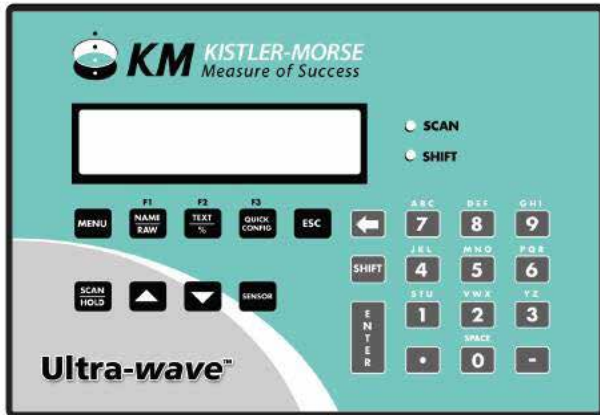 KM KISTLER-MORSE
Measure of Success
SCAN
SHIFT
F1 F2 F3
MENU NAME RAW TEXT % QUICK CONFIG ESC
ABC DEF GHI
7 8 9
JKL MNO PQR
SHIFT 4 5 6
SCAN HOLD SENSOR
STU VWX YZ
ENTER 1 2 3
SPACE
. 0 -
Ultra-wave™